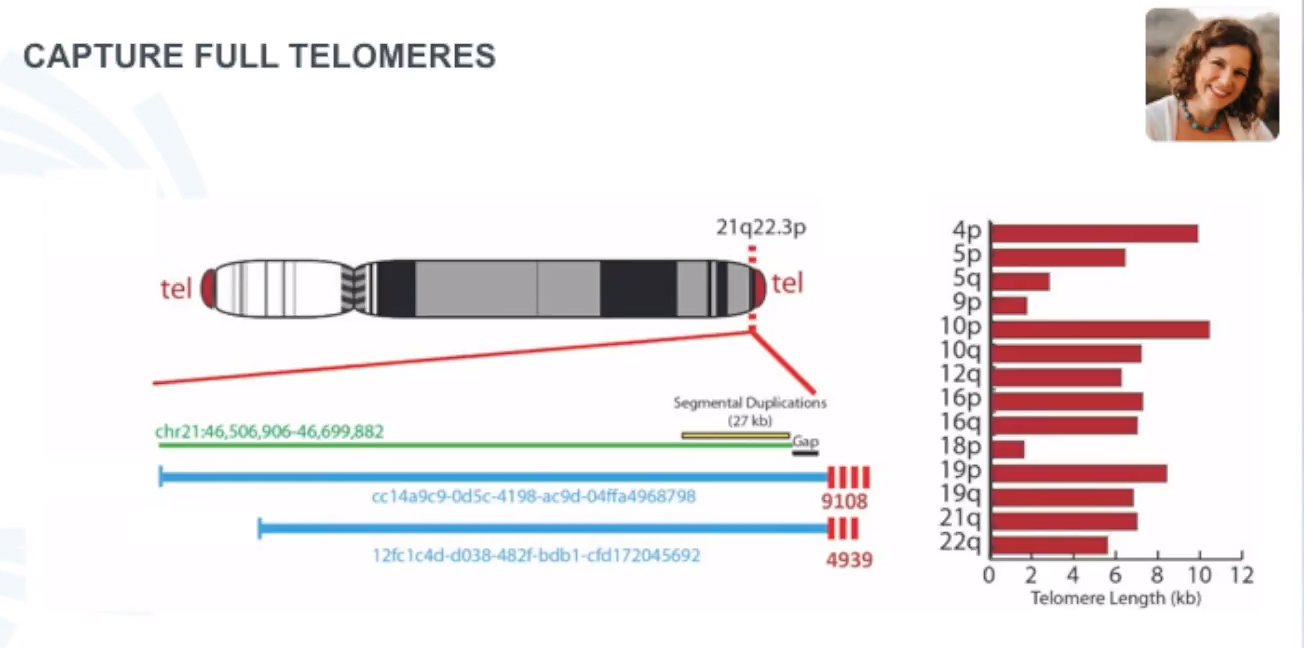 CAPTURE FULL TELOMERES
21q22.3p
tel
tel
Segmental Duplications
(27 kb)
chr21:46,506,906-46,699,882
Gap
cc14a9c9-0d5c-4198-ac9d-04ffa4968798
9108
12fc1c4d-d038-482f-bdb1-cfd172045692
4939
4p
5p
5q
9p
10p
10q
12q
16p
16q
18p
19p
19q
21q
22q
0 2 4 6 8 10 12
Telomere Length (kb)